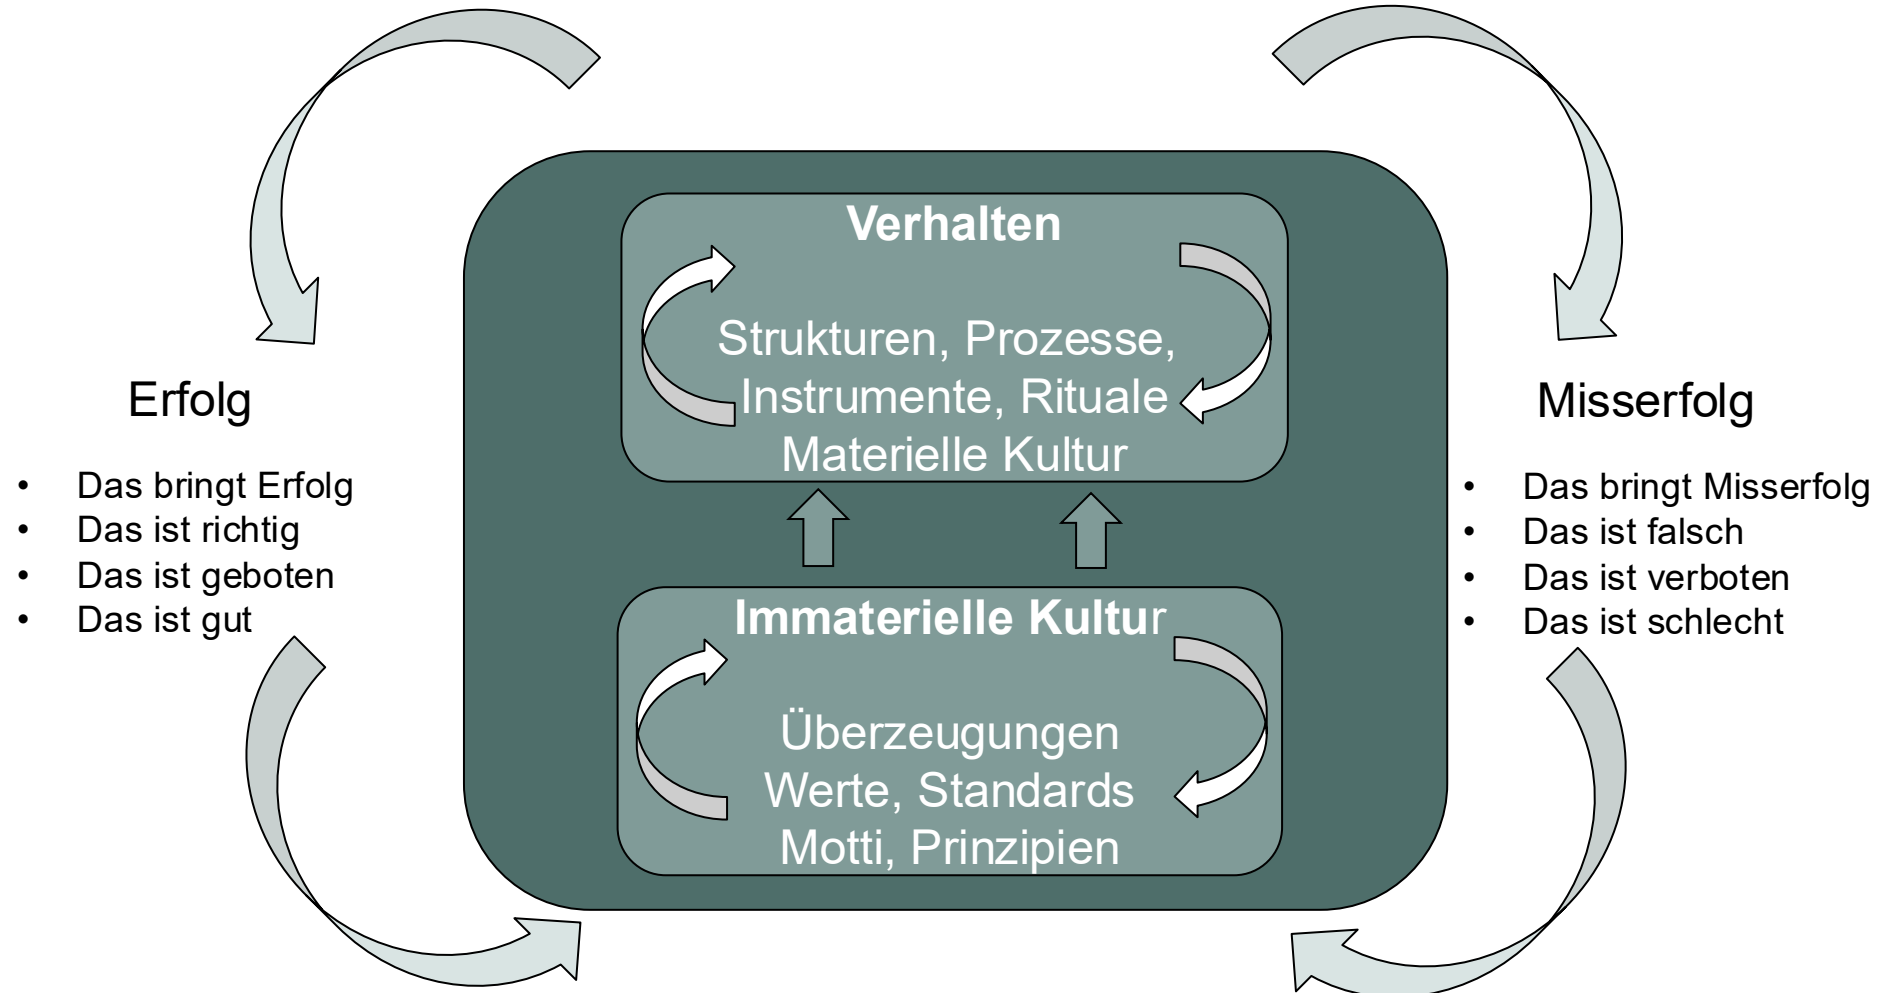 Verhalten
Strukturen, Prozesse,
Instrumente, Rituale
Materielle Kultur
Erfolg
• Das bringt Erfolg
• Das ist richtig
• Das ist geboten
• Das ist gut
Misserfolg
• Das bringt Misserfolg
• Das ist falsch
• Das ist verboten
• Das ist schlecht
Immaterielle Kultur
Überzeugungen
Werte, Standards
Motti, Prinzipien